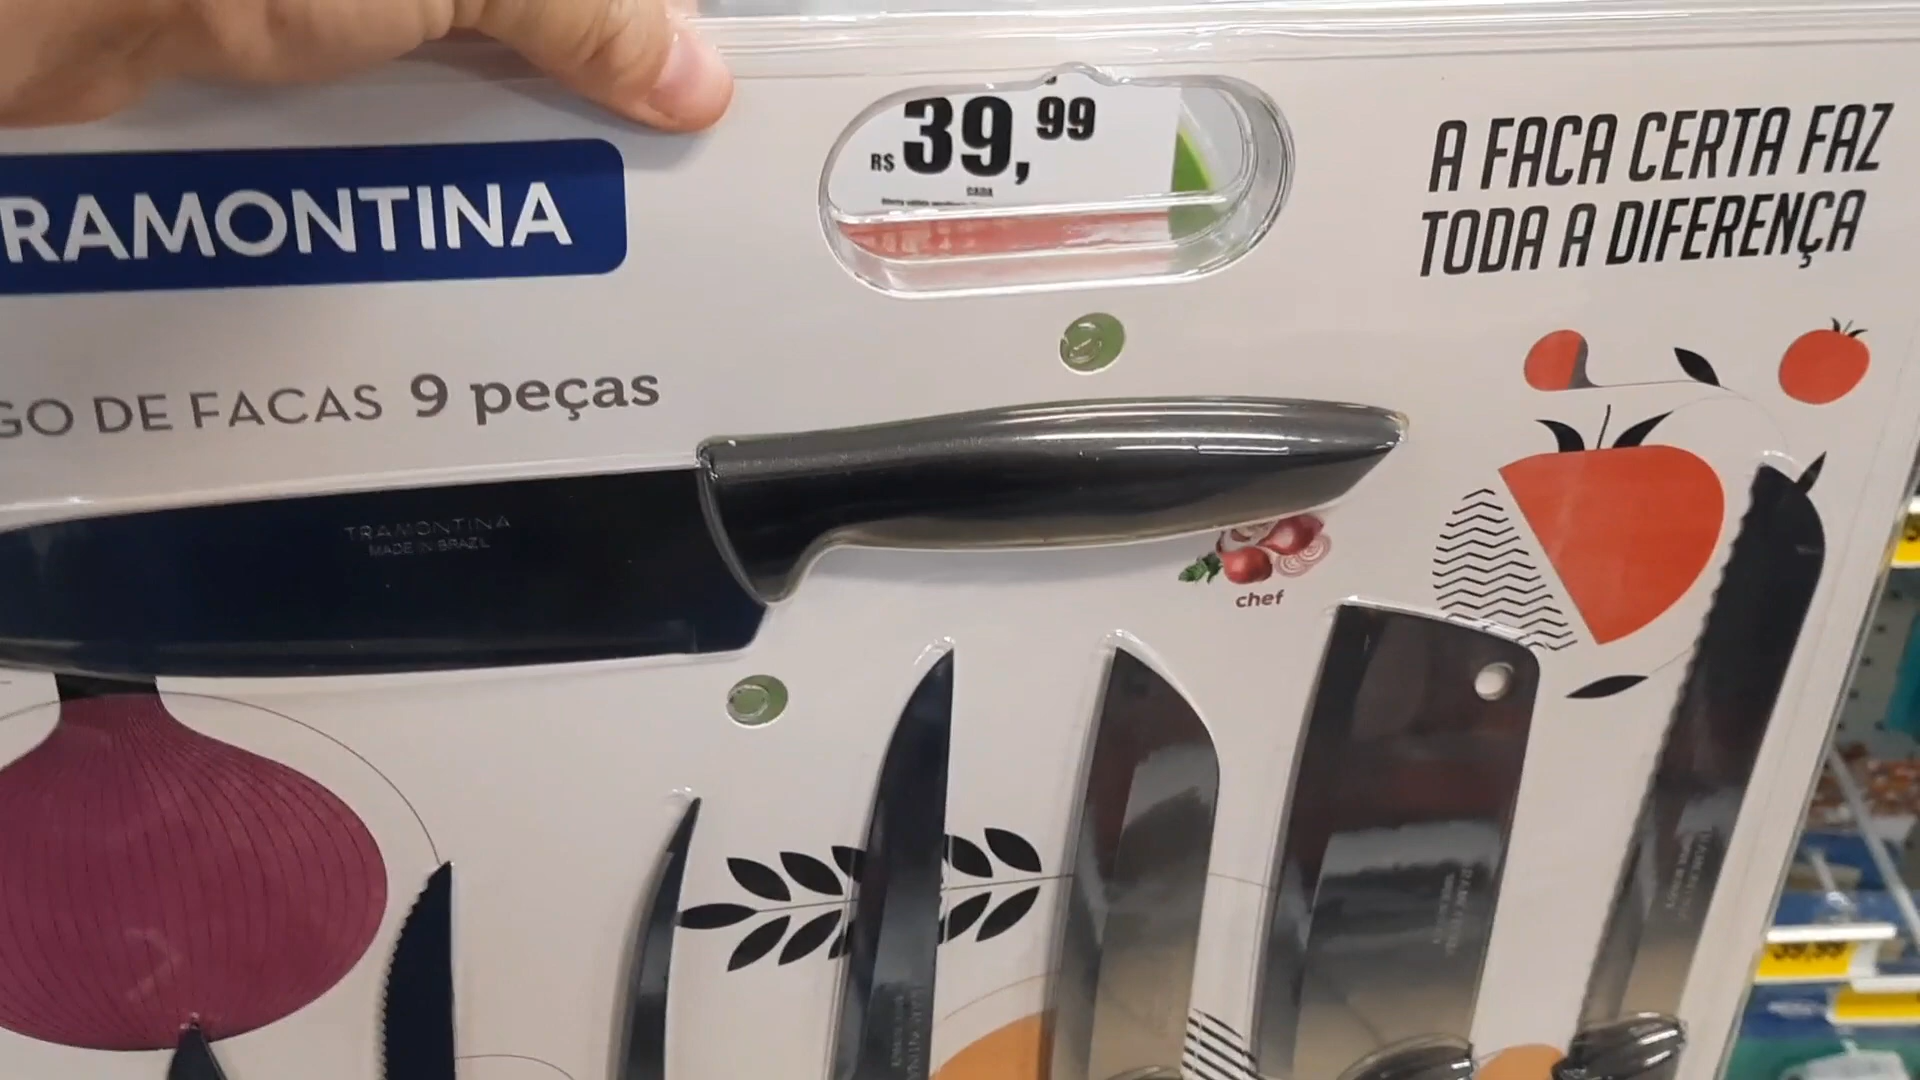 R$ 39,99
CADA
RAMONTINA
A FACA CERTA FAZ
TODA A DIFERENÇA
GO DE FACAS 9 peças
TRAMONTINA
MADE IN BRAZIL
chef